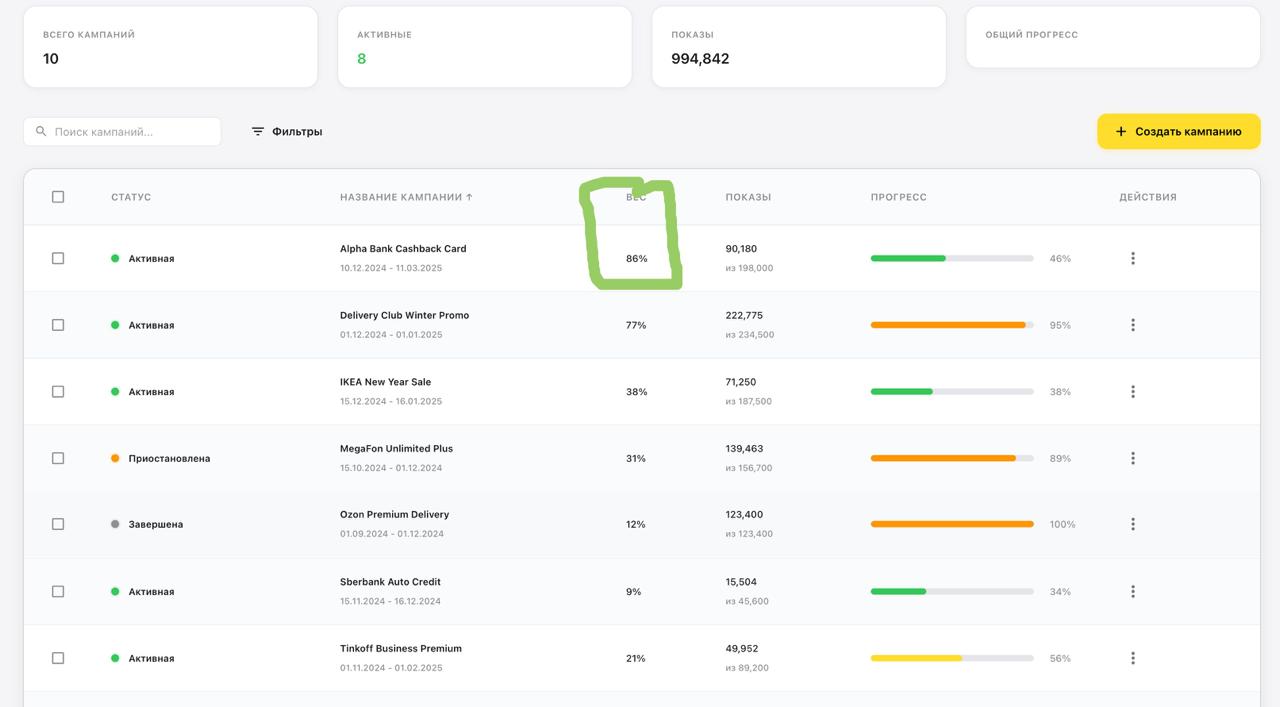 ВСЕГО КАМПАНИЙ
10
АКТИВНЫЕ
8
ПОКАЗЫ
994,842
ОБЩИЙ ПРОГРЕСС
Поиск кампаний...
Фильтры
+ Создать кампанию
СТАТУС НАЗВАНИЕ КАМПАНИИ ↑ ВЕС ПОКАЗЫ ПРОГРЕСС ДЕЙСТВИЯ
Активная
Alpha Bank Cashback Card
10.12.2024 - 11.03.2025
86%
90,180
из 198,000
46%
Активная
Delivery Club Winter Promo
01.12.2024 - 01.01.2025
77%
222,775
из 234,500
95%
Активная
IKEA New Year Sale
15.12.2024 - 16.01.2025
38%
71,250
из 187,500
38%
Приостановлена
MegaFon Unlimited Plus
15.10.2024 - 01.12.2024
31%
139,463
из 156,700
89%
Завершена
Ozon Premium Delivery
01.09.2024 - 01.12.2024
12%
123,400
из 123,400
100%
Активная
Sberbank Auto Credit
15.11.2024 - 16.12.2024
9%
15,504
из 45,600
34%
Активная
Tinkoff Business Premium
01.11.2024 - 01.02.2025
21%
49,952
из 89,200
56%